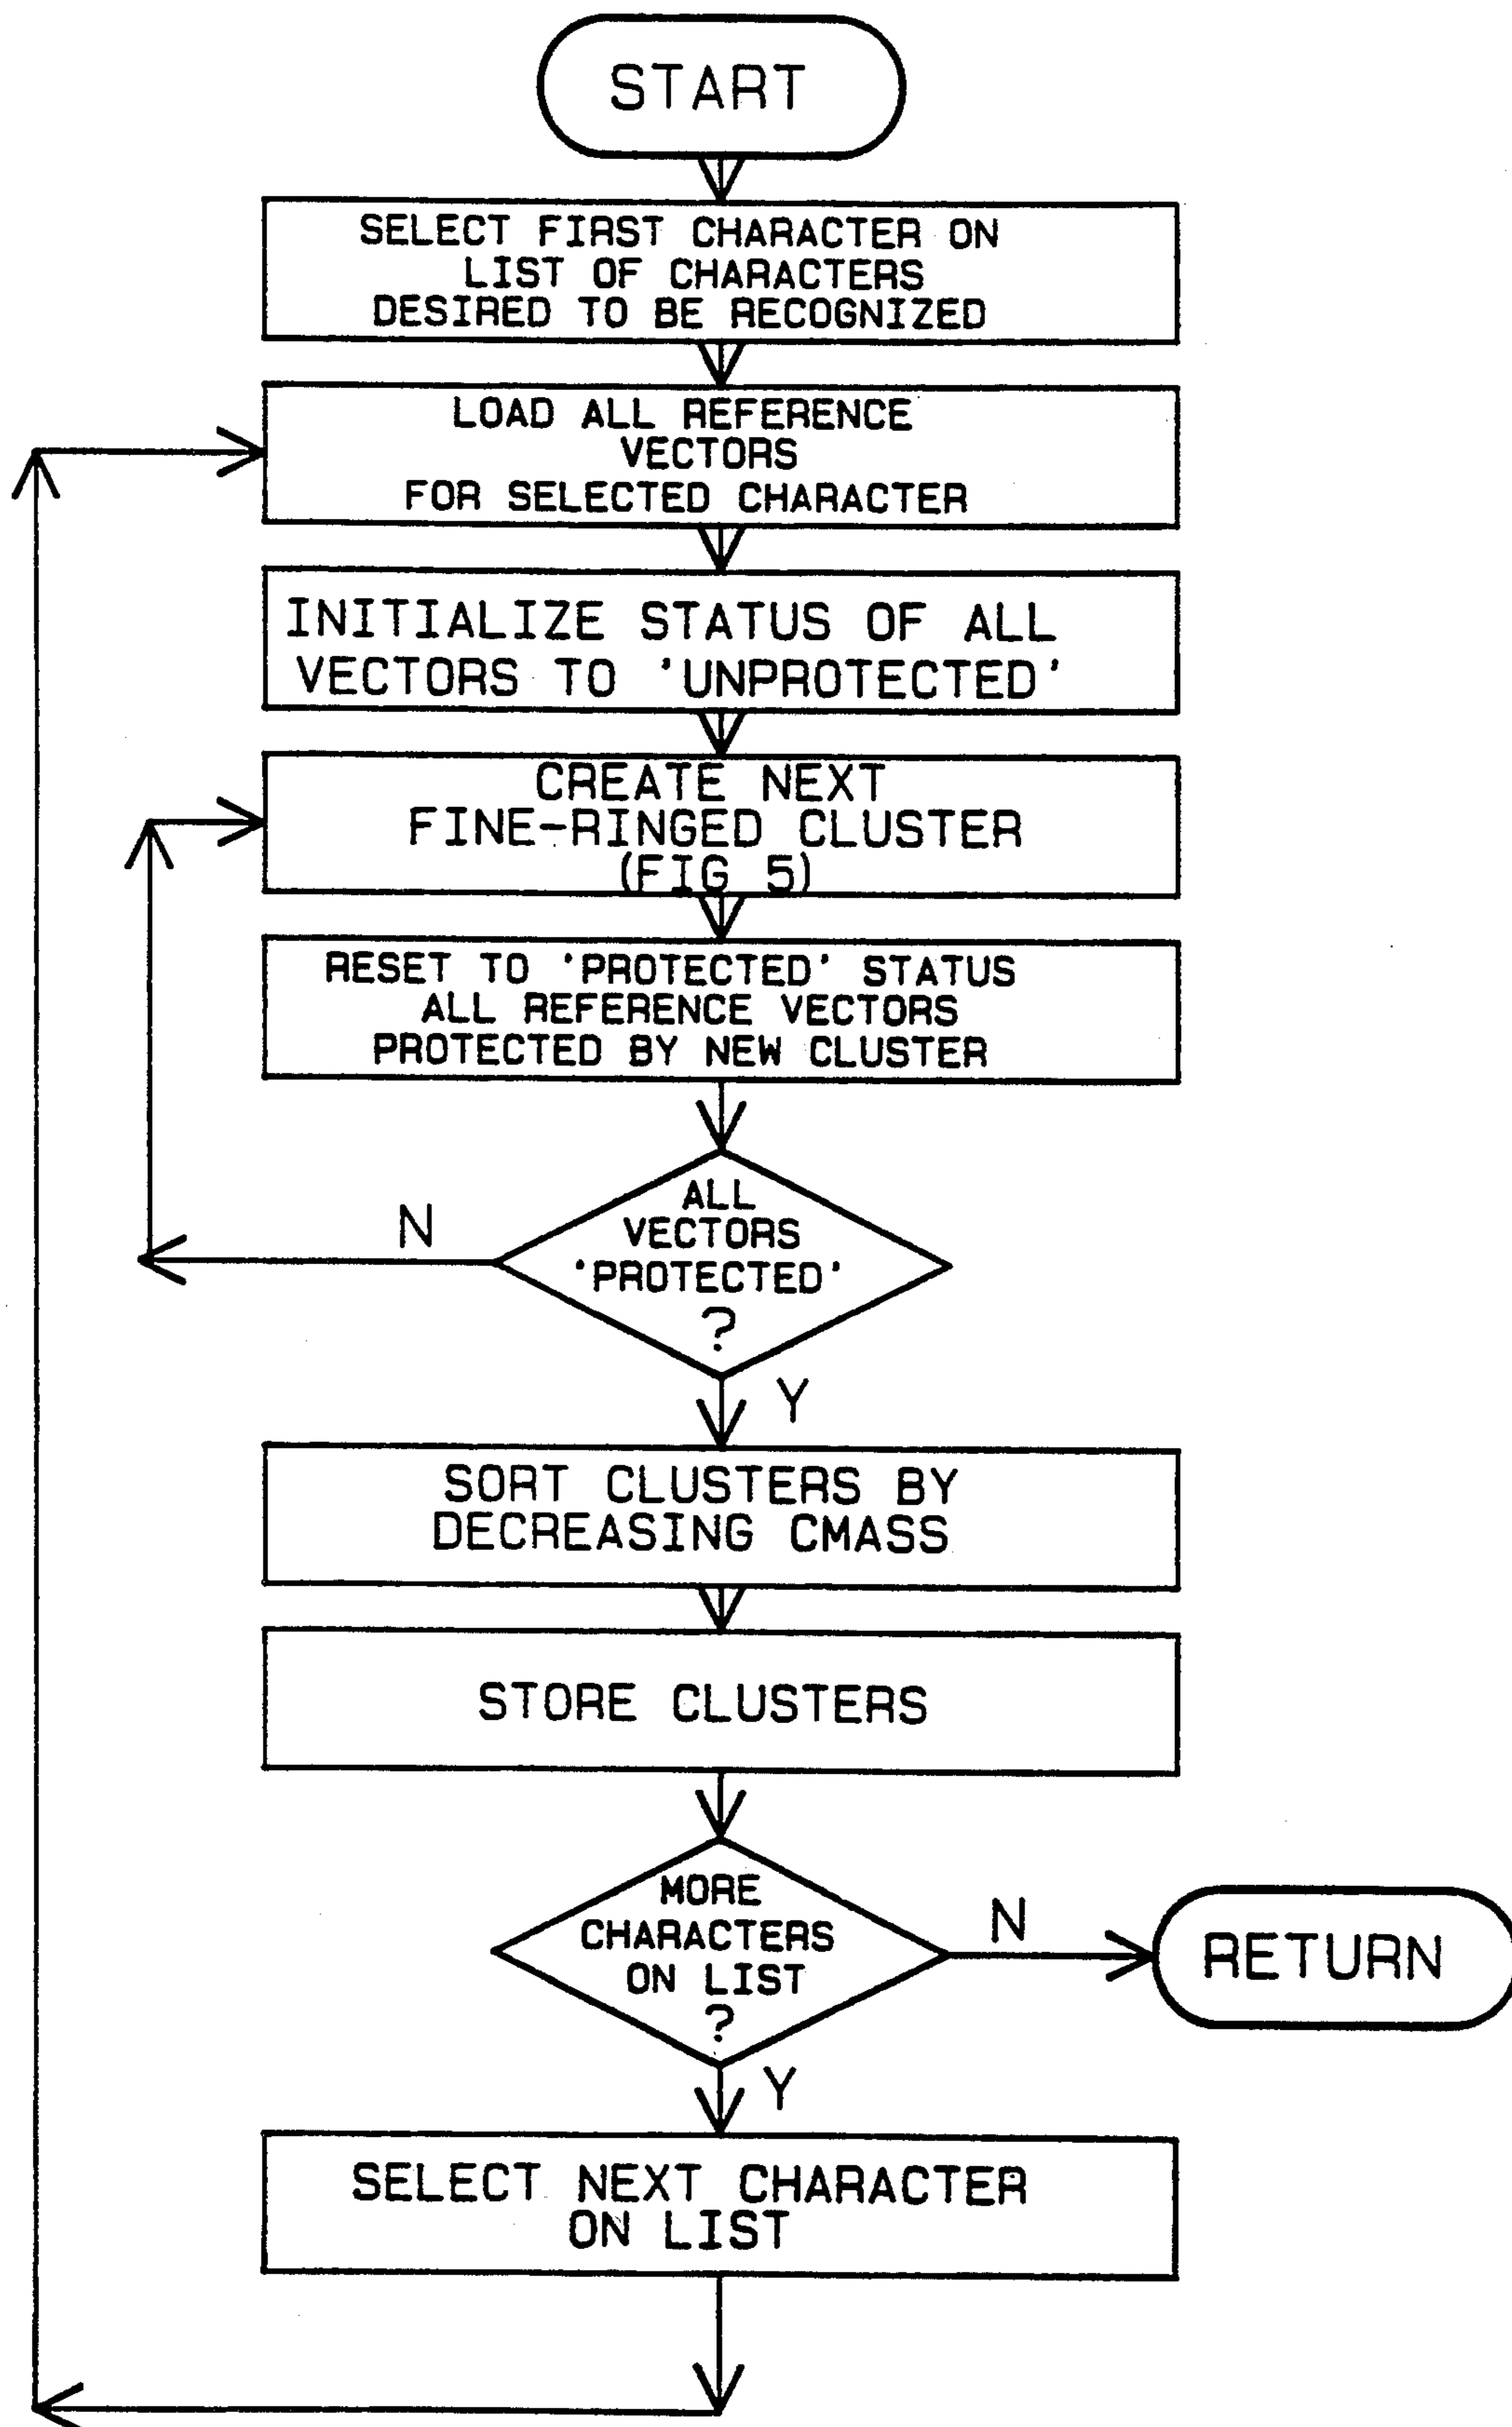 START
SELECT FIRST CHARACTER ON
LIST OF CHARACTERS
DESIRED TO BE RECOGNIZED
LOAD ALL REFERENCE
VECTORS
FOR SELECTED CHARACTER
INITIALIZE STATUS OF ALL
VECTORS TO 'UNPROTECTED'
CREATE NEXT
FINE-RINGED CLUSTER
(FIG 5)
RESET TO 'PROTECTED' STATUS
ALL REFERENCE VECTORS
PROTECTED BY NEW CLUSTER
ALL
VECTORS
'PROTECTED'
?
N
Y
SORT CLUSTERS BY
DECREASING CMASS
STORE CLUSTERS
MORE
CHARACTERS
ON LIST
?
N
RETURN
Y
SELECT NEXT CHARACTER
ON LIST